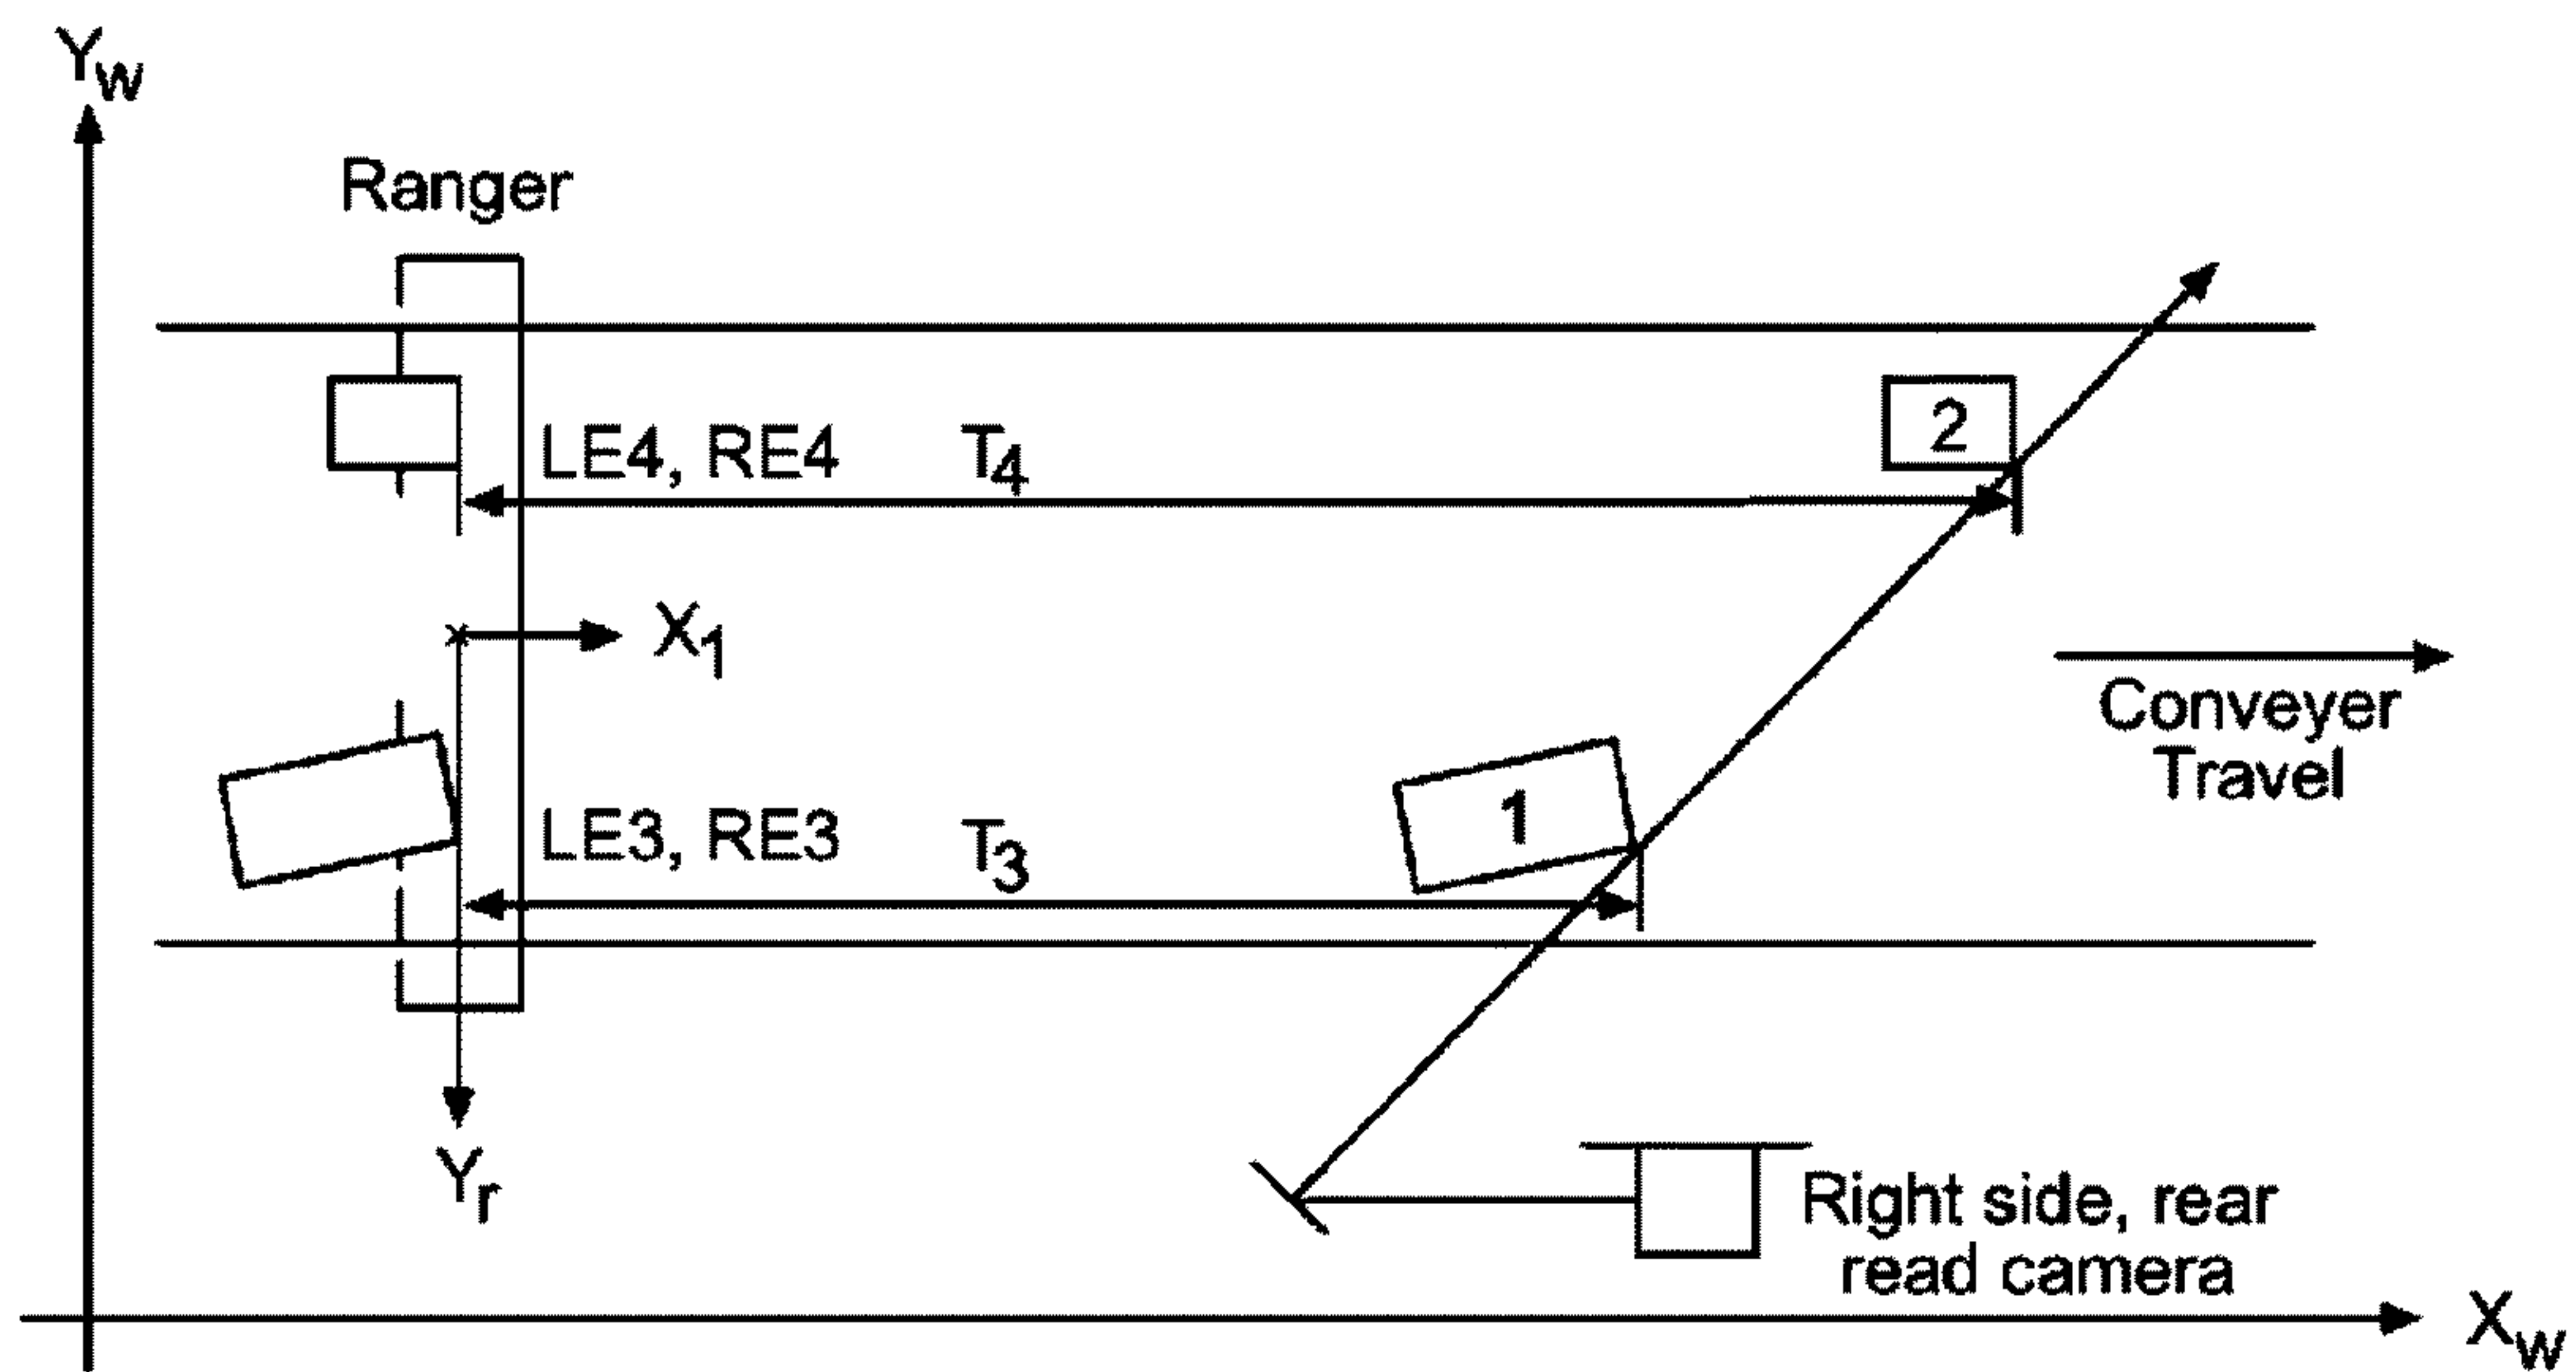 Yw
Ranger
LE4, RE4 T4
2
X1
Conveyer
Travel
1
LE3, RE3 T3
Yr
Right side, rear
read camera
Xw